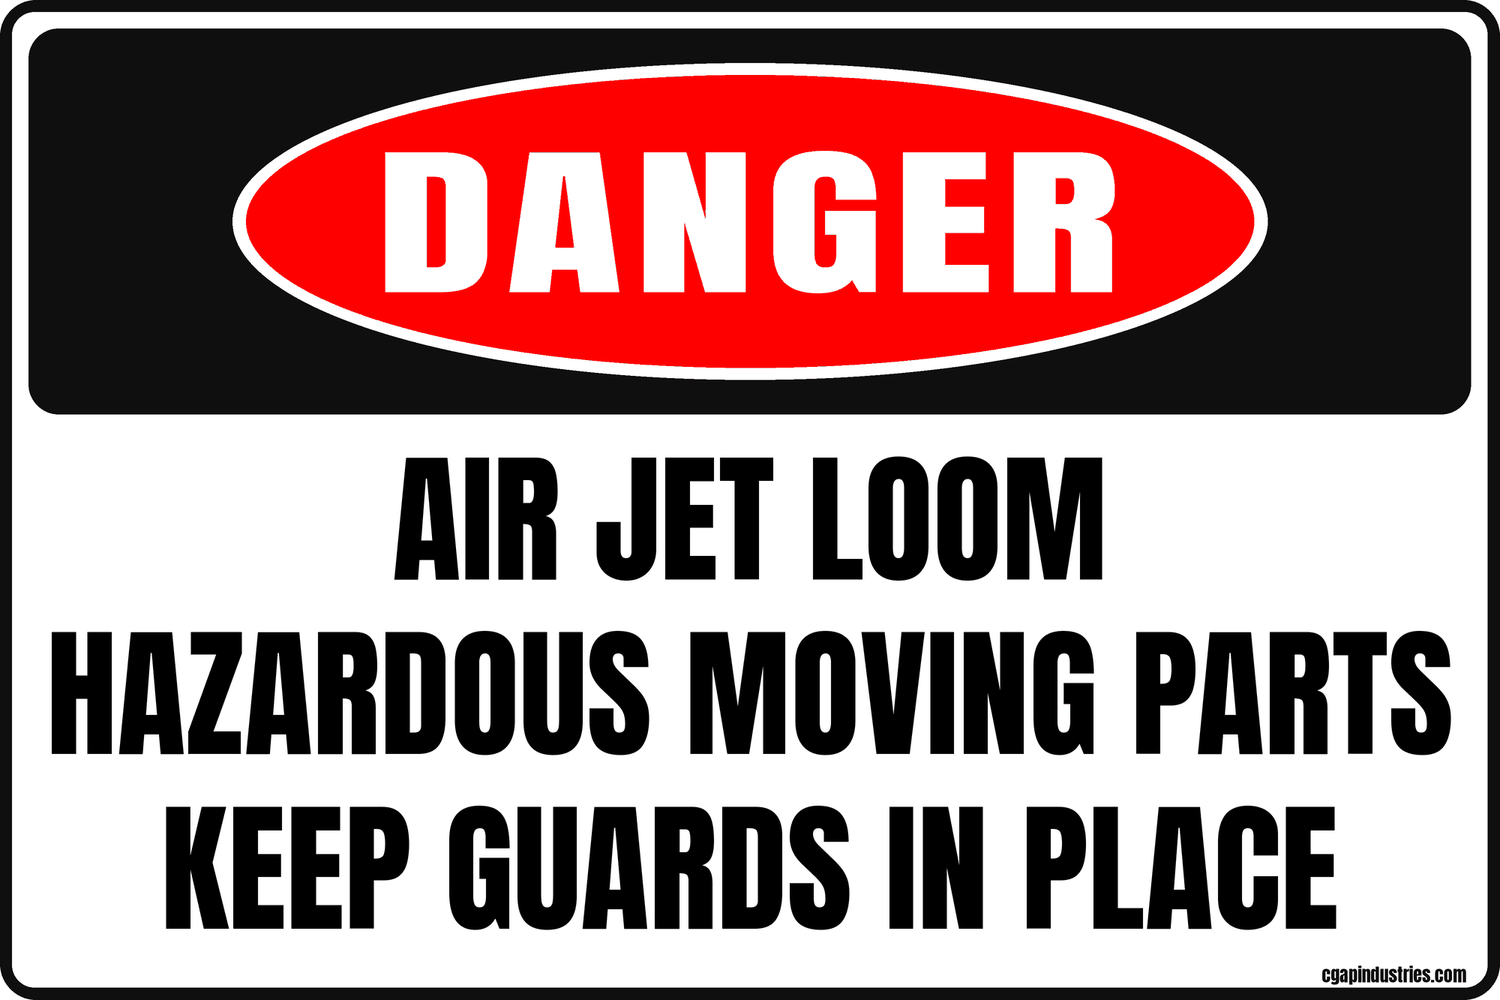 DANGER
AIR JET LOOM
HAZARDOUS MOVING PARTS
KEEP GUARDS IN PLACE
cgapindustries.com